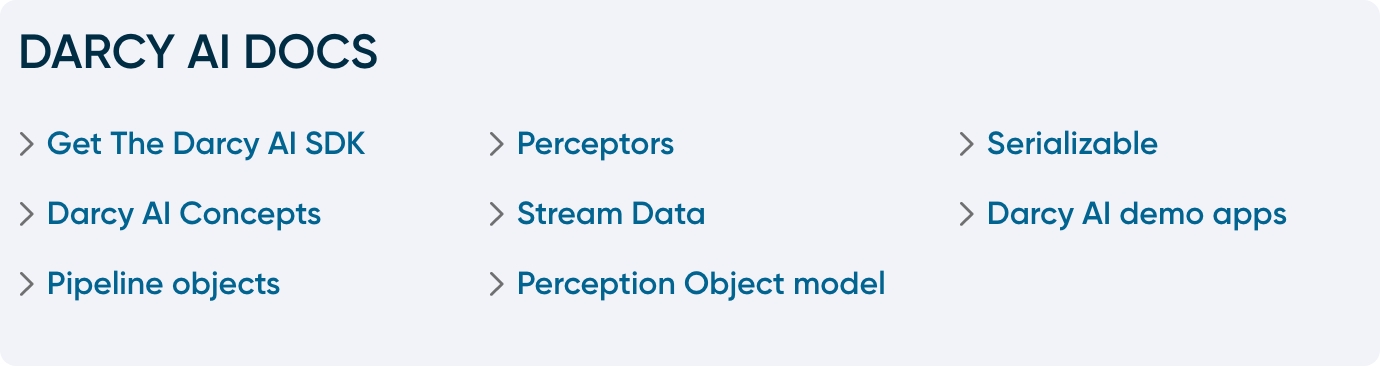 DARCY AI DOCS
Get The Darcy AI SDK
Darcy AI Concepts
Pipeline objects
Perceptors
Stream Data
Perception Object model
Serializable
Darcy AI demo apps